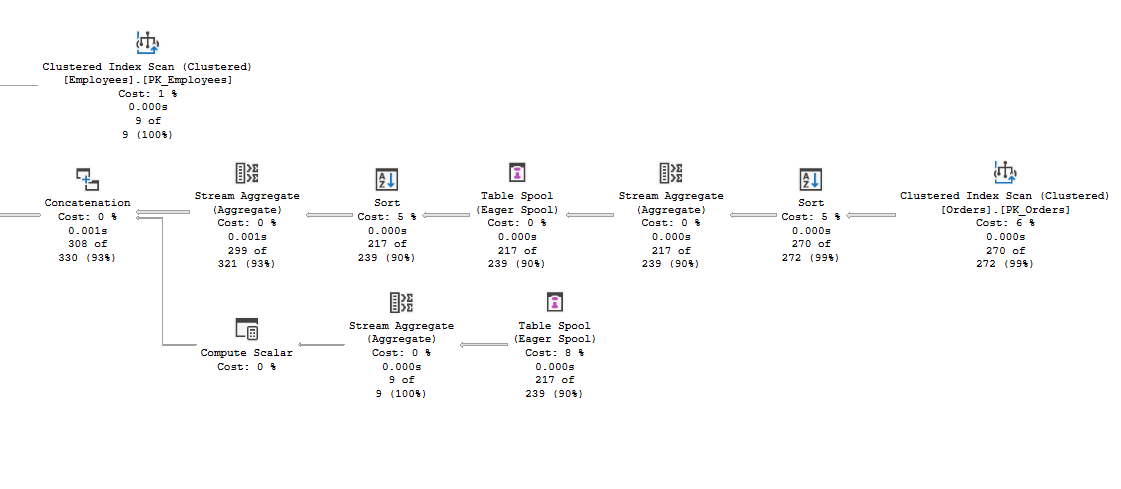 Clustered Index Scan (Clustered)
[Employees].[PK_Employees]
Cost: 1 %
0.000s
9 of
9 (100%)
Concatenation
Cost: 0 %
0.001s
308 of
330 (93%)
Stream Aggregate
(Aggregate)
Cost: 0 %
0.001s
299 of
321 (93%)
Sort
Cost: 5 %
0.000s
217 of
239 (90%)
Table Spool
(Eager Spool)
Cost: 0 %
0.000s
217 of
239 (90%)
Stream Aggregate
(Aggregate)
Cost: 0 %
0.000s
217 of
239 (90%)
Sort
Cost: 5 %
0.000s
270 of
272 (99%)
Clustered Index Scan (Clustered)
[Orders].[PK_Orders]
Cost: 6 %
0.000s
270 of
272 (99%)
Compute Scalar
Cost: 0 %
Stream Aggregate
(Aggregate)
Cost: 0 %
0.000s
9 of
9 (100%)
Table Spool
(Eager Spool)
Cost: 8 %
0.000s
217 of
239 (90%)